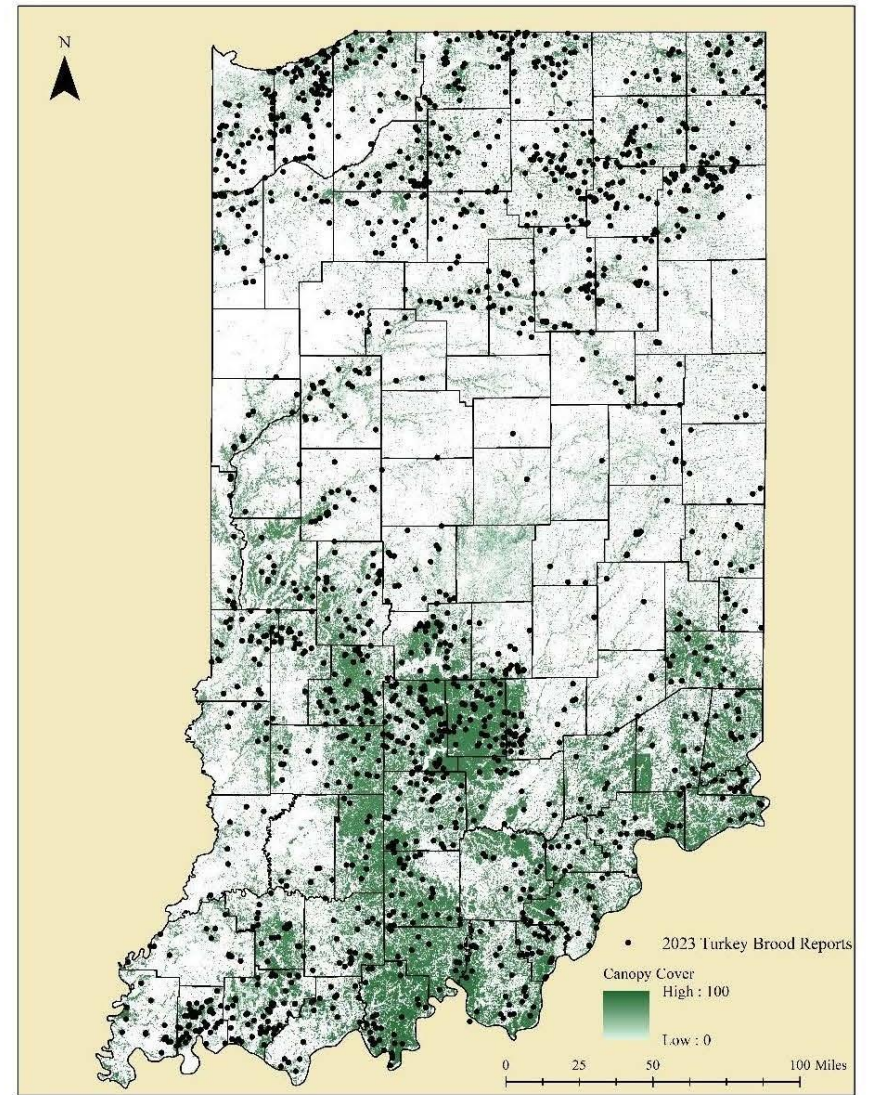 N
2023 Turkey Brood Reports
Canopy Cover
High : 100
Low : 0
0 25 50 100 Miles